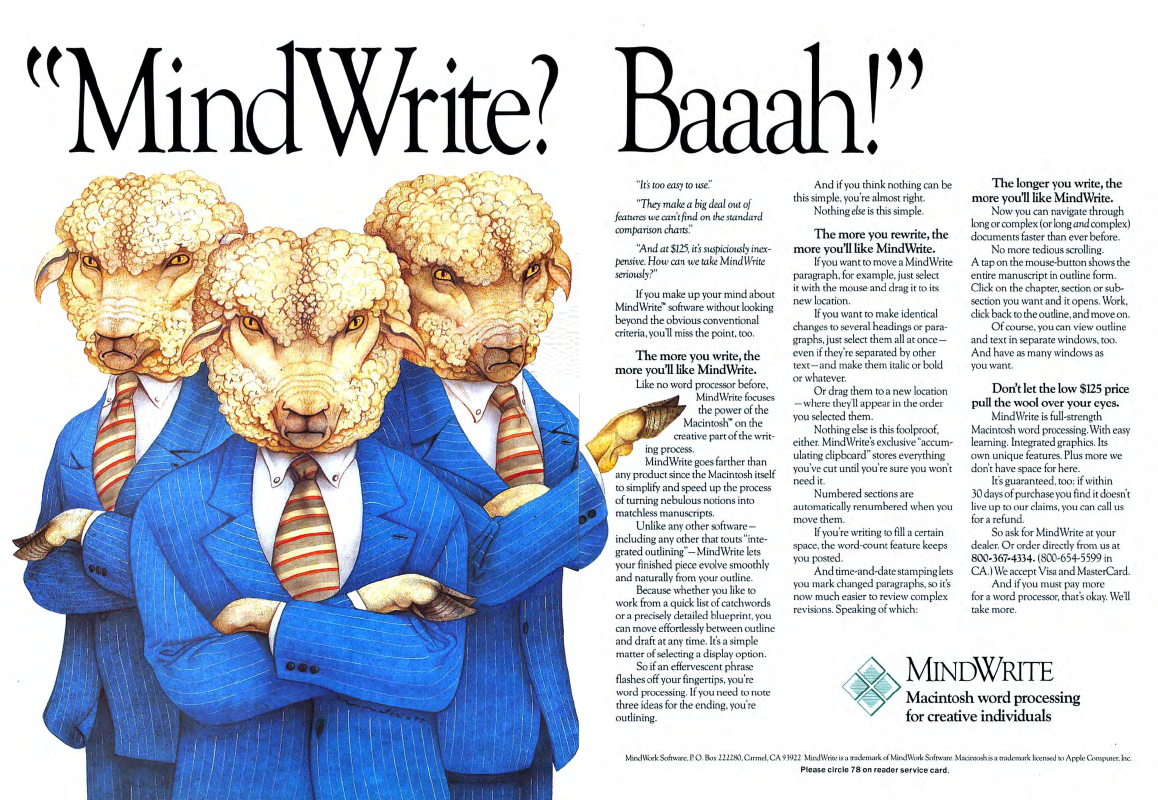 “MindWrite? Baaah!”
“It's too easy to use.”
“They make a big deal out of
features we can't find on the standard
comparison charts.”
“And at $125, it's suspiciously inex-
pensive. How can we take MindWrite
seriously?”
If you make up your mind about
MindWrite™ software without looking
beyond the obvious conventional
criteria, you'll miss the point, too.
The more you write, the
more you'll like MindWrite.
Like no word processor before,
MindWrite focuses
the power of the
Macintosh™ on the
creative part of the writ-
ing process.
MindWrite goes farther than
any product since the Macintosh itself
to simplify and speed up the process
of turning nebulous notions into
matchless manuscripts.
Unlike any other software—
including any other that touts “inte-
grated outlining”—MindWrite lets
your finished piece evolve smoothly
and naturally from your outline.
Because whether you like to
work from a quick list of catchwords
or a precisely detailed blueprint, you
can move effortlessly between outline
and draft at any time. It's a simple
matter of selecting a display option.
So if an effervescent phrase
flashes off your fingertips, you're
word processing. If you need to note
three ideas for the ending, you're
outlining.
And if you think nothing can be
this simple, you're almost right.
Nothing else is this simple.
The more you rewrite, the
more you'll like MindWrite.
If you want to move a MindWrite
paragraph, for example, just select
it with the mouse and drag it to its
new location.
If you want to make identical
changes to several headings or para-
graphs, just select them all at once—
even if they're separated by other
text—and make them italic or bold
or whatever.
Or drag them to a new location
—where they'll appear in the order
you selected them.
Nothing else is this foolproof,
either. MindWrite's exclusive “accum-
ulating clipboard” stores everything
you've cut until you're sure you won't
need it.
Numbered sections are
automatically renumbered when you
move them.
If you're writing to fill a certain
space, the word-count feature keeps
you posted.
And time-and-date stamping lets
you mark changed paragraphs, so it's
now much easier to review complex
revisions. Speaking of which:
The longer you write, the
more you'll like MindWrite.
Now you can navigate through
long or complex (or long and complex)
documents faster than ever before.
No more tedious scrolling.
A tap on the mouse-button shows the
entire manuscript in outline form.
Click on the chapter, section or sub-
section you want and it opens. Work,
click back to the outline, and move on.
Of course, you can view outline
and text in separate windows, too.
And have as many windows as
you want.
Don't let the low $125 price
pull the wool over your eyes.
MindWrite is full-strength
Macintosh word processing. With easy
learning. Integrated graphics. Its
own unique features. Plus more we
don't have space for here.
It's guaranteed, too: if within
30 days of purchase you find it doesn't
live up to our claims, you can call us
for a refund.
So ask for MindWrite at your
dealer. Or order directly from us at
800-367-4334. (800-654-5599 in
CA.) We accept Visa and MasterCard.
And if you must pay more
for a word processor, that's okay. We'll
take more.
MINDWRITE
Macintosh word processing
for creative individuals
MindWork Software, P.O. Box 222280, Carmel, CA 93922. MindWrite is a trademark of MindWork Software. Macintosh is a trademark licensed to Apple Computer, Inc.
Please circle 78 on reader service card.